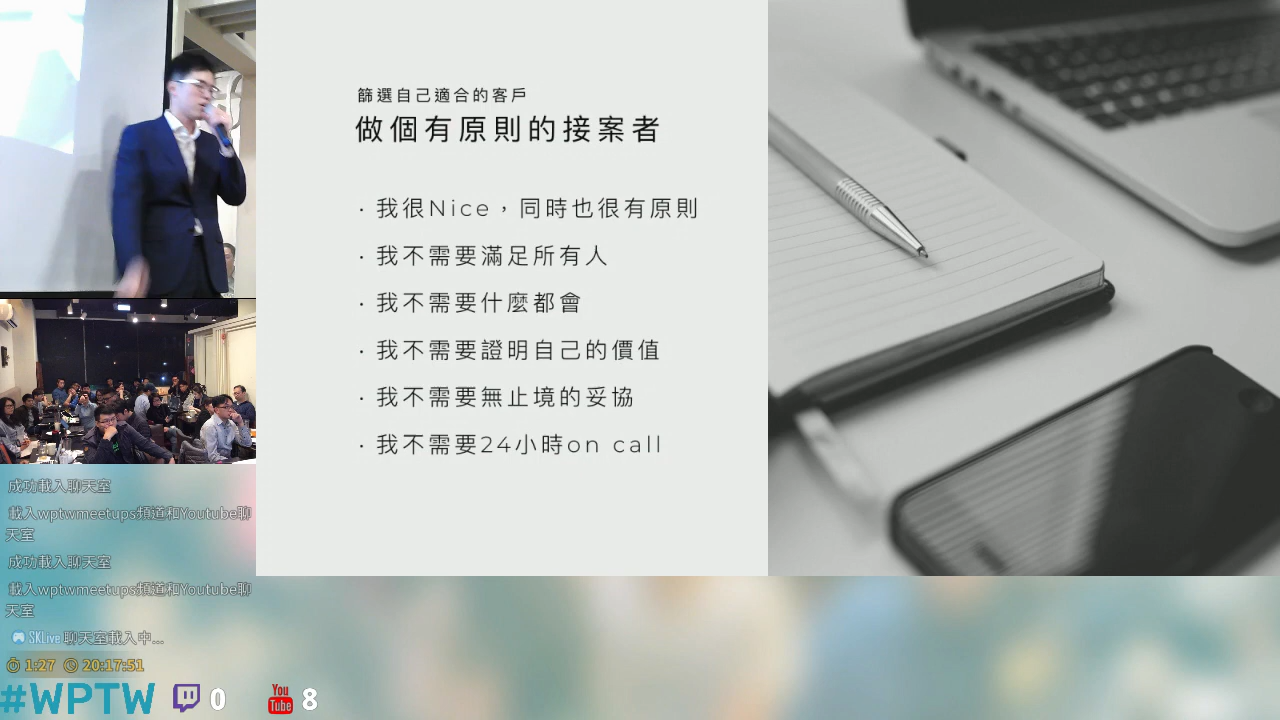 篩選自己適合的客戶
做個有原則的接案者
· 我很Nice，同時也很有原則
· 我不需要滿足所有人
· 我不需要什麼都會
· 我不需要證明自己的價值
· 我不需要無止境的妥協
· 我不需要24小時on call
成功載入聊天室
載入wptwmeetups頻道和Youtube聊
天室
成功載入聊天室
載入wptwmeetups頻道和Youtube聊
天室
SKLive 聊天室載入中...
1:27 20:17:51
#WPTW 0 You Tube 8